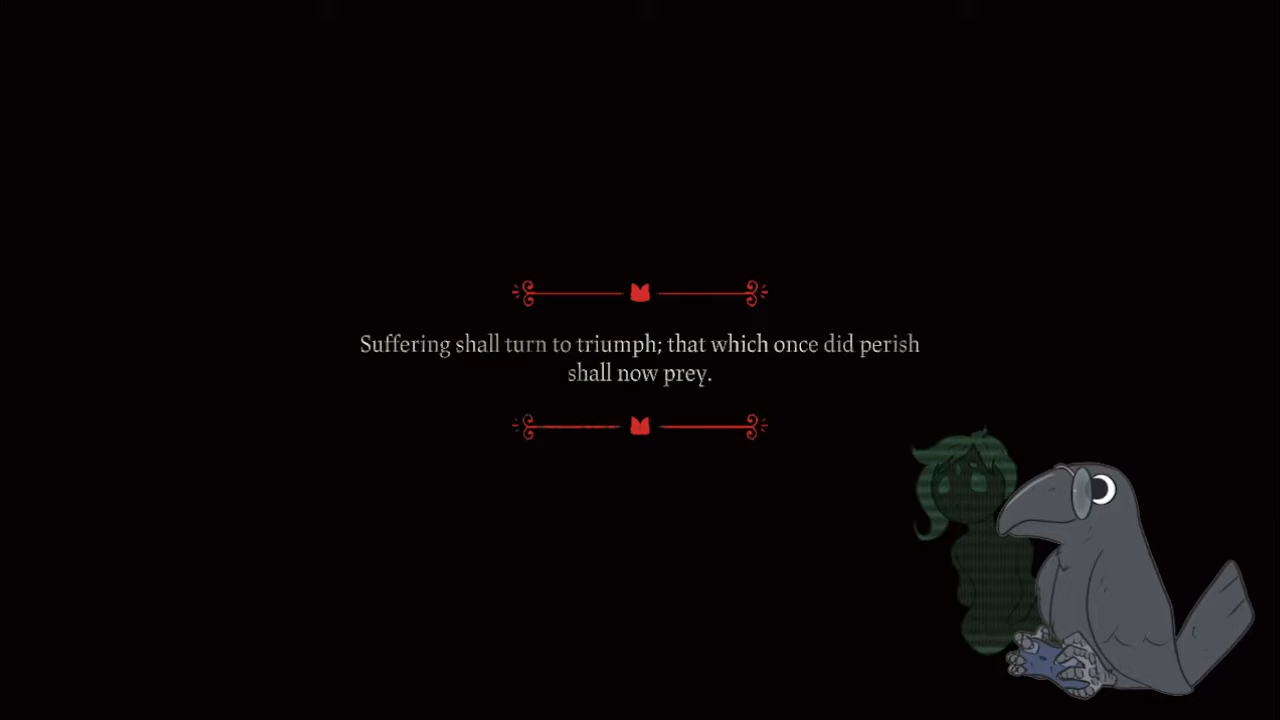 Suffering shall turn to triumph; that which once did perish
shall now prey.